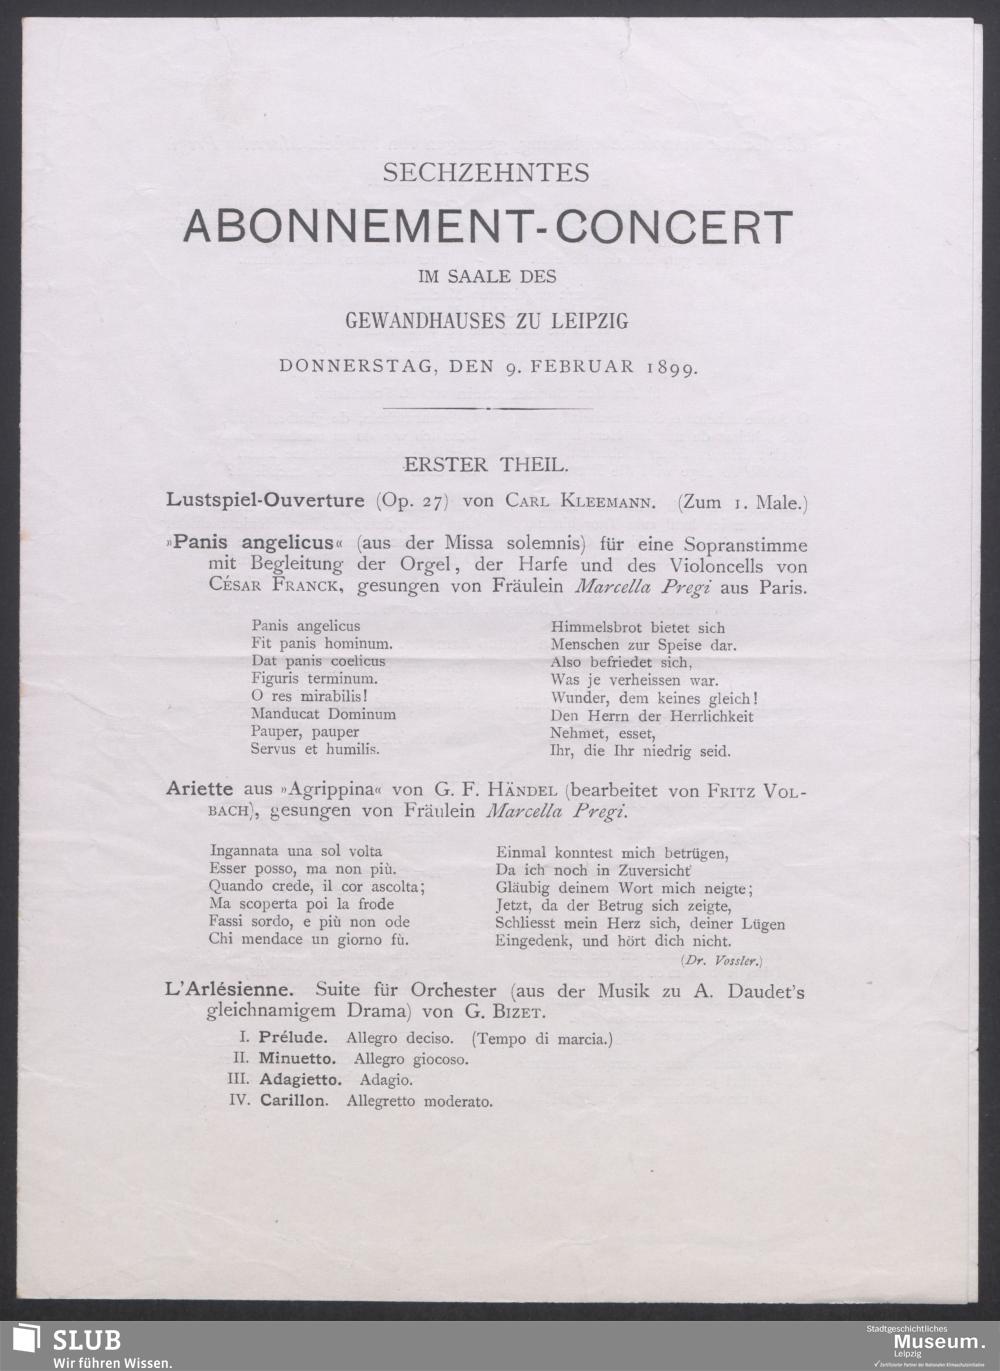 SECHZEHNTES
ABONNEMENT-CONCERT
IM SAALE DES
GEWANDHAUSES ZU LEIPZIG
DONNERSTAG, DEN 9. FEBRUAR 1899.
ERSTER THEIL.
Lustspiel-Ouverture (Op. 27) von CARL KLEEMANN. (Zum 1. Male.)
»Panis angelicus« (aus der Missa solemnis) für eine Sopranstimme
mit Begleitung der Orgel, der Harfe und des Violoncells von
CÉSAR FRANCK, gesungen von Fräulein Marcella Pregi aus Paris.
Panis angelicus
Fit panis hominum.
Dat panis coelicus
Figuris terminum.
O res mirabilis!
Manducat Dominum
Pauper, pauper
Servus et humilis.
Himmelsbrot bietet sich
Menschen zur Speise dar.
Also befriedet sich,
Was je verheissen war.
Wunder, dem keines gleich!
Den Herrn der Herrlichkeit
Nehmet, esset,
Ihr, die Ihr niedrig seid.
Ariette aus »Agrippina« von G. F. HÄNDEL (bearbeitet von FRITZ VOL-
BACH), gesungen von Fräulein Marcella Pregi.
Ingannata una sol volta
Esser posso, ma non più.
Quando crede, il cor ascolta;
Ma scoperta poi la frode
Fassi sordo, e più non ode
Chi mendace un giorno fù.
Einmal konntest mich betrügen,
Da ich noch in Zuversicht
Gläubig deinem Wort mich neigte;
Jetzt, da der Betrug sich zeigte,
Schliesst mein Herz sich, deiner Lügen
Eingedenk, und hört dich nicht.
(Dr. Vossler.)
L'Arlésienne. Suite für Orchester (aus der Musik zu A. Daudet's
gleichnamigem Drama) von G. BIZET.
I. Prélude. Allegro deciso. (Tempo di marcia.)
II. Minuetto. Allegro giocoso.
III. Adagietto. Adagio.
IV. Carillon. Allegretto moderato.
SLUB
Wir führen Wissen.
Stadtgeschichtliches
Museum.
Leipzig
✓ Zertifizierter Partner der Nationalen Klimaschutzinitiative